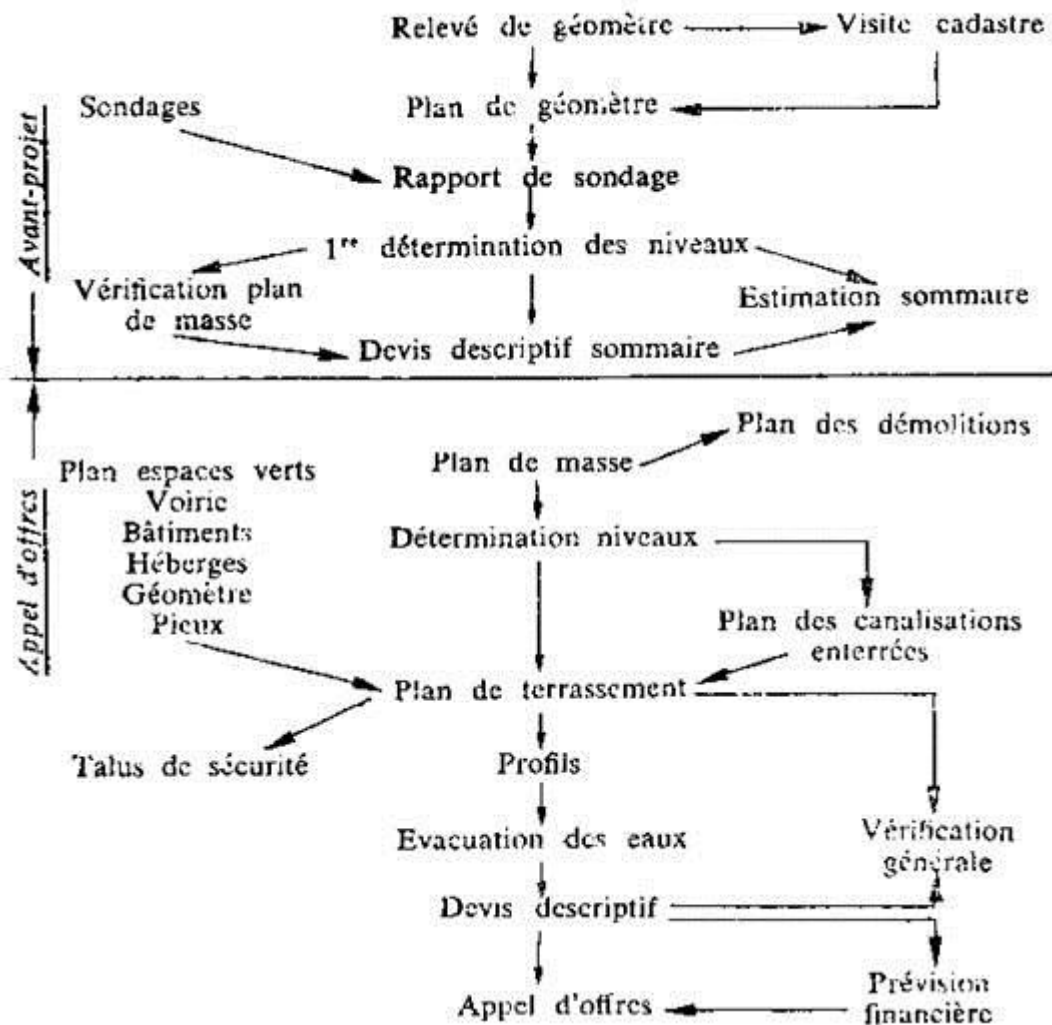 Relevé de géomètre
Visite cadastre
Sondages
Plan de géomètre
Avant-projet
Rapport de sondage
1re détermination des niveaux
Vérification plan
de masse
Estimation sommaire
Devis descriptif sommaire
Plan des démolitions
Plan de masse
Appel d'offres
Plan espaces verts
Voirie
Bâtiments
Héberges
Géomètre
Pieux
Détermination niveaux
Plan des canalisations
enterrées
Plan de terrassement
Talus de sécurité
Profils
Evacuation des eaux
Vérification
générale
Devis descriptif
Appel d'offres
Prévision
financière